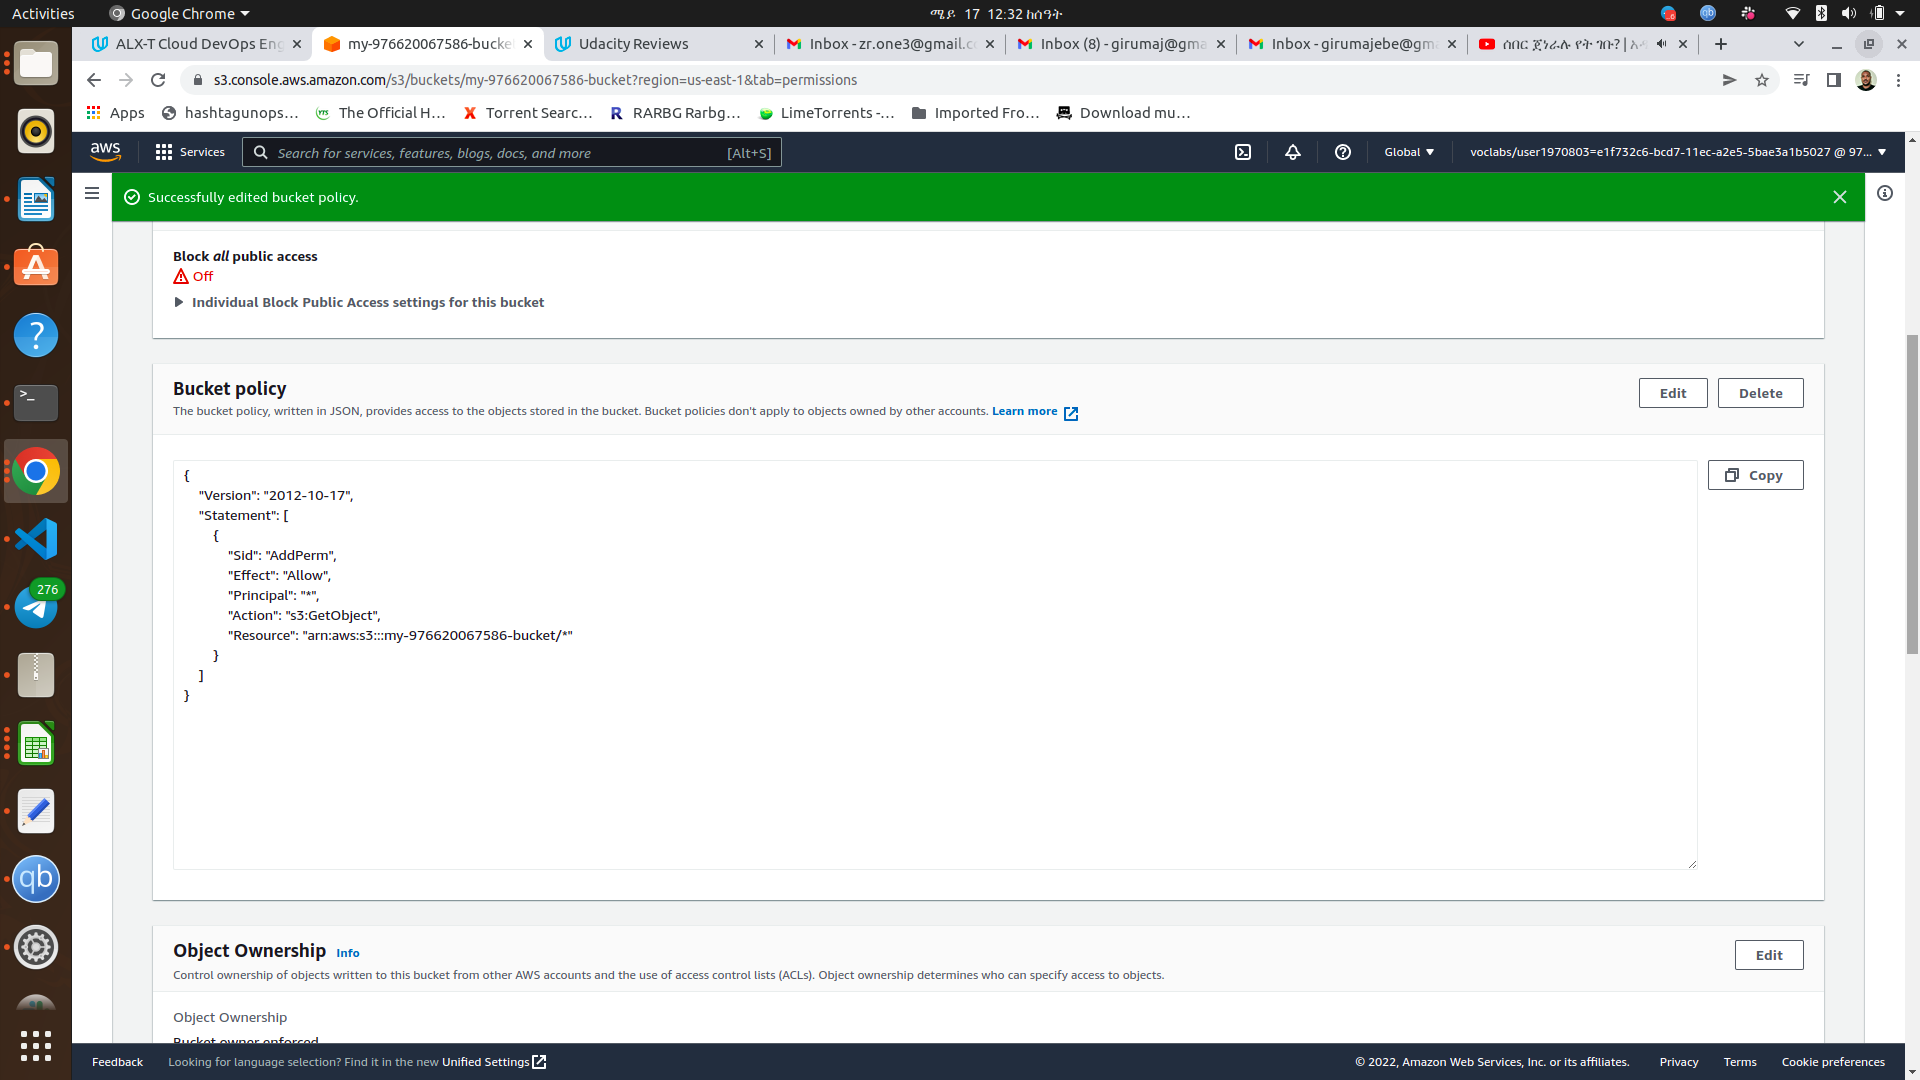 Activities
Google Chrome
ሜይ 17 12:32 ከሰዓት
ALX-T Cloud DevOps Eng
my-976620067586-bucket
Udacity Reviews
Inbox - zr.one3@gmail.c
Inbox (8) - girumaj@gma
Inbox - girumajebe@gm
ሰበር ጀነራሉ የት ገቡ? |
s3.console.aws.amazon.com/s3/buckets/my-976620067586-bucket?region=us-east-1&tab=permissions
Apps
hashtagunops...
The Official H...
Torrent Searc...
RARBG Rarbg...
LimeTorrents -...
Imported Fro...
Download mu...
aws
Services
Search for services, features, blogs, docs, and more
[Alt+S]
Global
voclabs/user1970803=e1f732c6-bcd7-11ec-a2e5-5bae3a1b5027 @ 97...
Successfully edited bucket policy.
Block all public access
Off
Individual Block Public Access settings for this bucket
Bucket policy
Edit
Delete
The bucket policy, written in JSON, provides access to the objects stored in the bucket. Bucket policies don't apply to objects owned by other accounts. Learn more
Copy
{
"Version": "2012-10-17",
"Statement": [
{
"Sid": "AddPerm",
"Effect": "Allow",
"Principal": "*",
"Action": "s3:GetObject",
"Resource": "arn:aws:s3:::my-976620067586-bucket/*"
}
]
}
276
qb
Object Ownership Info
Edit
Control ownership of objects written to this bucket from other AWS accounts and the use of access control lists (ACLs). Object ownership determines who can specify access to objects.
Object Ownership
Bucket owner enforced
Feedback
Looking for language selection? Find it in the new Unified Settings
© 2022, Amazon Web Services, Inc. or its affiliates.
Privacy
Terms
Cookie preferences